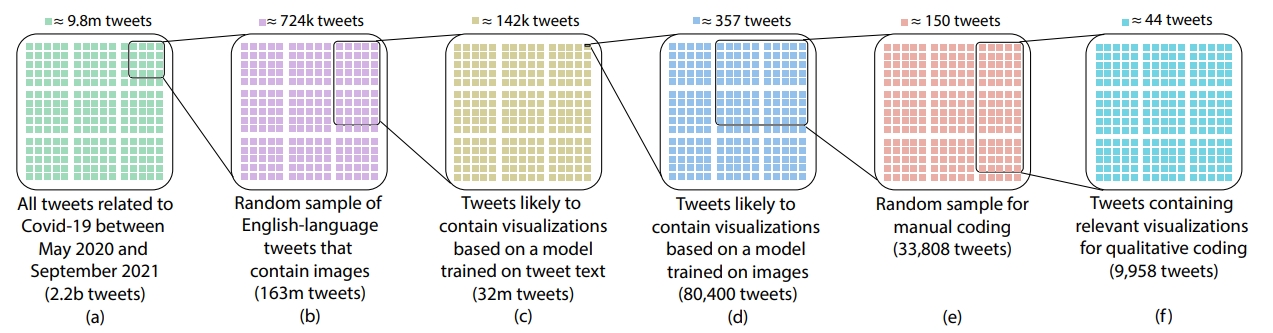 ≈ 9.8m tweets
≈ 724k tweets
≈ 142k tweets
≈ 357 tweets
≈ 150 tweets
≈ 44 tweets
All tweets related to
Covid-19 between
May 2020 and
September 2021
(2.2b tweets)
(a)
Random sample of
English-language
tweets that
contain images
(163m tweets)
(b)
Tweets likely to
contain visualizations
based on a model
trained on tweet text
(32m tweets)
(c)
Tweets likely to
contain visualizations
based on a model
trained on images
(80,400 tweets)
(d)
Random sample for
manual coding
(33,808 tweets)
(e)
Tweets containing
relevant visualizations
for qualitative coding
(9,958 tweets)
(f)